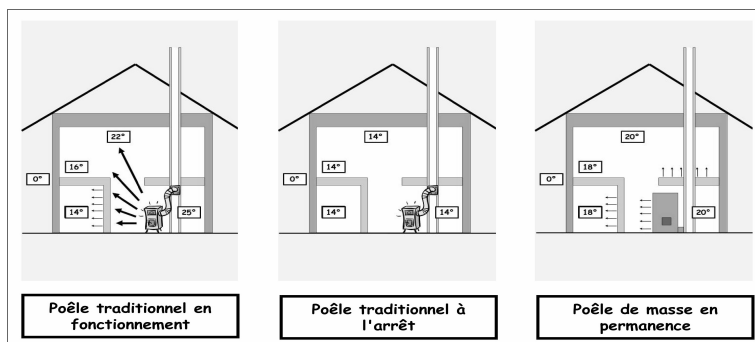 22°
16°
0°
14°
25°
Poêle traditionnel en
fonctionnement
14°
14°
0°
14°
14°
Poêle traditionnel à
l'arrêt
20°
18°
0°
18°
20°
Poêle de masse en
permanence